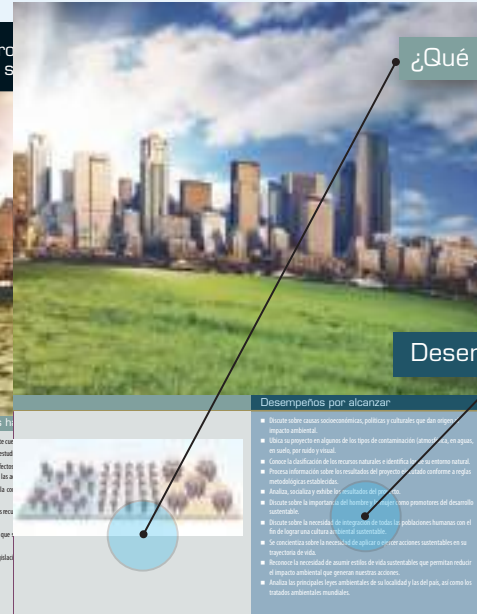 ¿Qué
Desempeños por alcanzar
Discute sobre causas socioeconómicas, políticas y culturales que dan origen
impacto ambiental.
Ubica su proyecto en algunos de los tipos de contaminación (atmosférica, en aguas,
en suelo, por ruido y visual.
Conoce la clasificación de los recursos naturales e identifica los de su entorno natural.
Procesa información sobre los resultados del proyecto realizado conforme a reglas
metodológicas establecidas.
Analiza, socializa y exhibe los resultados del proyecto.
Discute sobre la importancia del hombre y la mujer como promotores del desarrollo
sustentable.
Discute sobre la necesidad de integración de todas las poblaciones humanas con el
fin de lograr una cultura ambiental sustentable.
Se concientiza sobre la necesidad de aplicar o ejercer acciones sustentables en su
trayectoria de vida.
Reconoce la necesidad de asumir estilos de vida sustentables que permitan reducir
el impacto ambiental que generan nuestras acciones.
Analiza las principales leyes ambientales de su localidad y las del país, así como los
tratados ambientales mundiales.